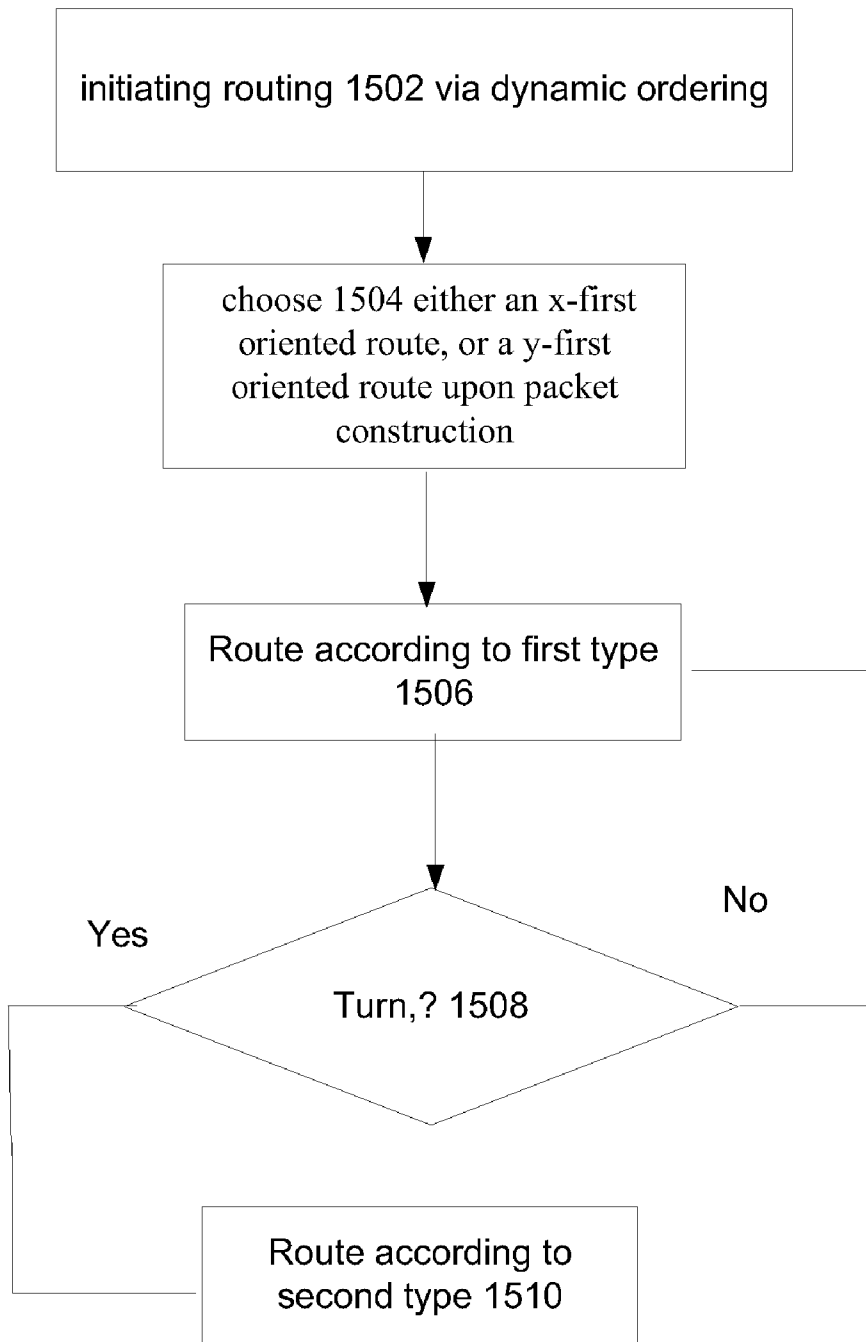 initiating routing 1502 via dynamic ordering
choose 1504 either an x-first
oriented route, or a y-first
oriented route upon packet
construction
Route according to first type
1506
No
Yes
Turn,? 1508
Route according to
second type 1510